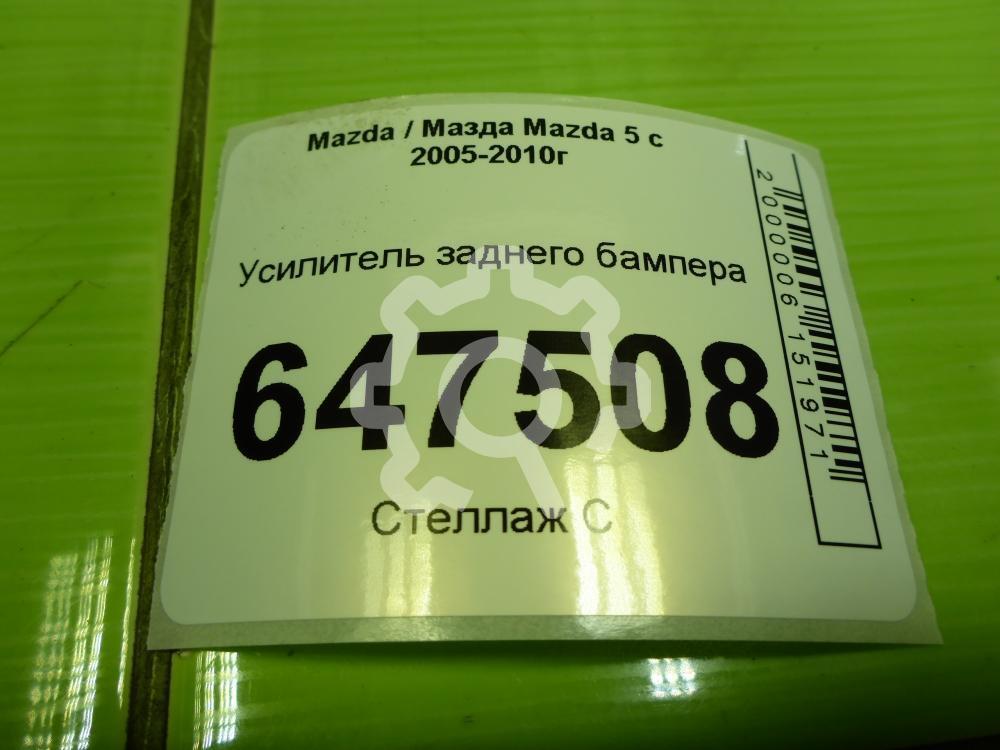 Mazda / Мазда Mazda 5 с
2005-2010г
Усилитель заднего бампера
647508
Стеллаж С
2000006151971